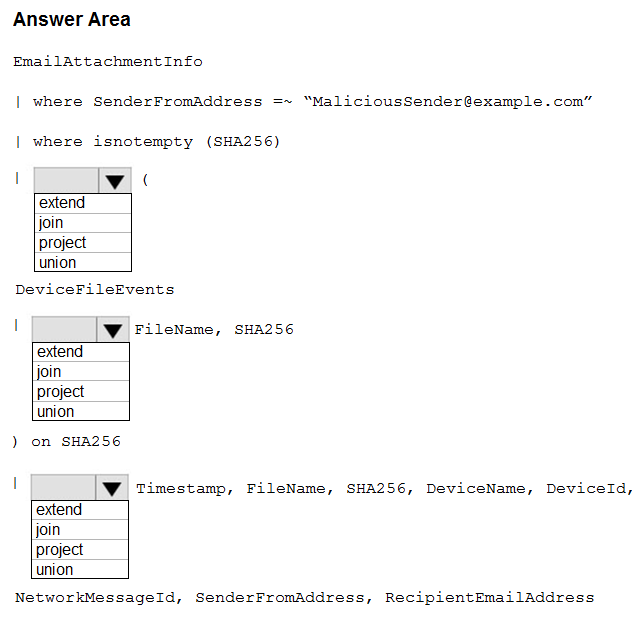 Answer Area
EmailAttachmentInfo
| where SenderFromAddress =~ “MaliciousSender@example.com”
| where isnotempty (SHA256)
| (
extend
join
project
union
DeviceFileEvents
| FileName, SHA256
extend
join
project
union
) on SHA256
| Timestamp, FileName, SHA256, DeviceName, DeviceId,
extend
join
project
union
NetworkMessageId, SenderFromAddress, RecipientEmailAddress